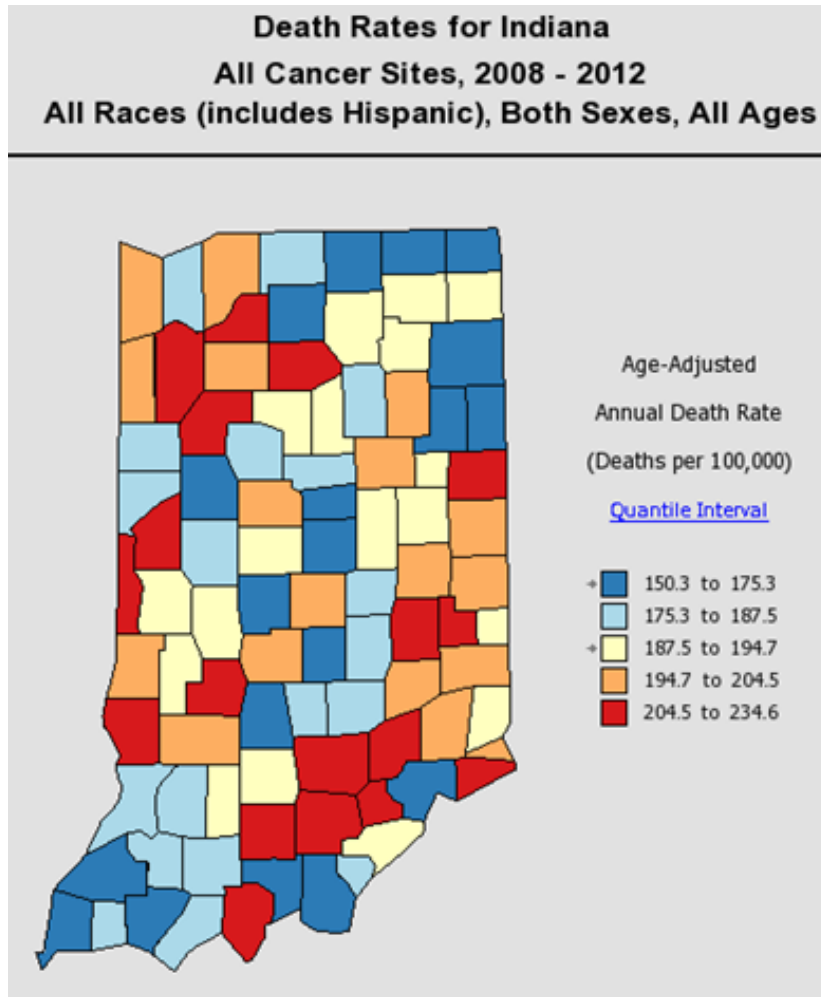 Death Rates for Indiana
All Cancer Sites, 2008 - 2012
All Races (includes Hispanic), Both Sexes, All Ages
Age-Adjusted
Annual Death Rate
(Deaths per 100,000)
Quantile Interval
150.3 to 175.3
175.3 to 187.5
187.5 to 194.7
194.7 to 204.5
204.5 to 234.6